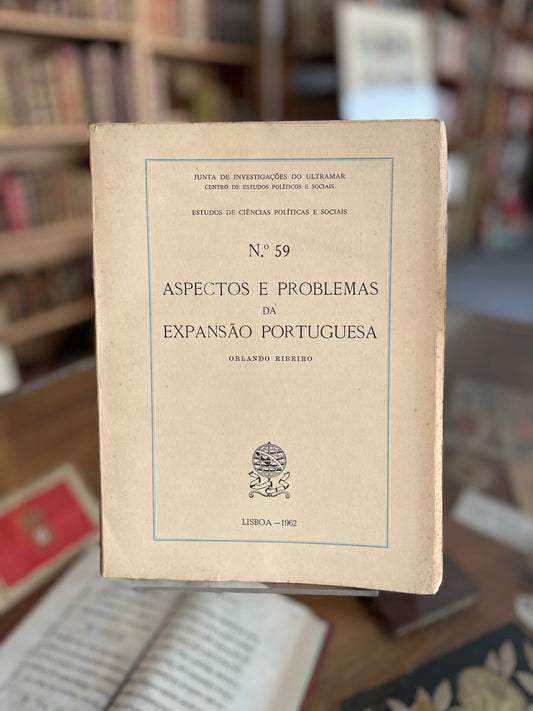 JUNTA DE INVESTIGAÇÕES DO ULTRAMAR
CENTRO DE ESTUDOS POLÍTICOS E SOCIAIS
ESTUDOS DE CIÊNCIAS POLÍTICAS E SOCIAIS
N.º 59
ASPECTOS E PROBLEMAS
DA
EXPANSÃO PORTUGUESA
ORLANDO RIBEIRO
LISBOA — 1962